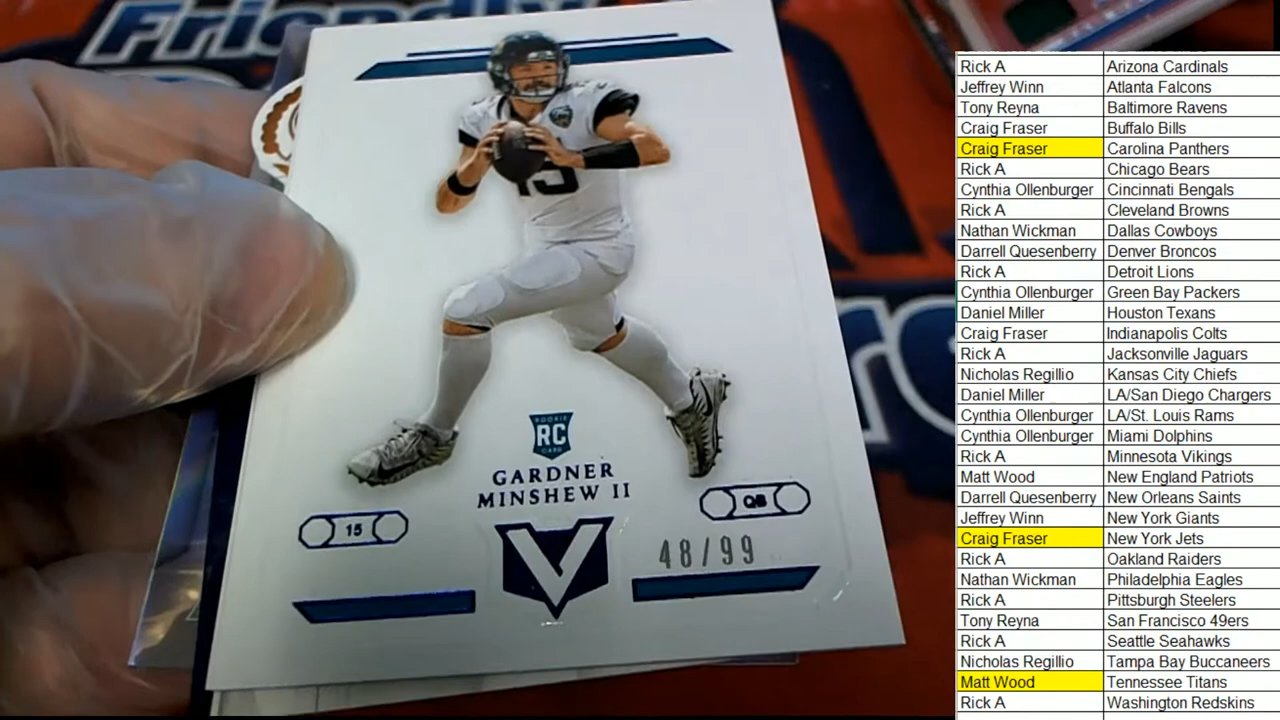 Friendly
15
ROOKIE
RC
CARD
GARDNER
MINSHEW II
15
QB
V
48/99
Rick A Arizona Cardinals
Jeffrey Winn Atlanta Falcons
Tony Reyna Baltimore Ravens
Craig Fraser Buffalo Bills
Craig Fraser Carolina Panthers
Rick A Chicago Bears
Cynthia Ollenburger Cincinnati Bengals
Rick A Cleveland Browns
Nathan Wickman Dallas Cowboys
Darrell Quesenberry Denver Broncos
Rick A Detroit Lions
Cynthia Ollenburger Green Bay Packers
Daniel Miller Houston Texans
Craig Fraser Indianapolis Colts
Rick A Jacksonville Jaguars
Nicholas Regillio Kansas City Chiefs
Daniel Miller LA/San Diego Chargers
Cynthia Ollenburger LA/St. Louis Rams
Cynthia Ollenburger Miami Dolphins
Rick A Minnesota Vikings
Matt Wood New England Patriots
Darrell Quesenberry New Orleans Saints
Jeffrey Winn New York Giants
Craig Fraser New York Jets
Rick A Oakland Raiders
Nathan Wickman Philadelphia Eagles
Rick A Pittsburgh Steelers
Tony Reyna San Francisco 49ers
Rick A Seattle Seahawks
Nicholas Regillio Tampa Bay Buccaneers
Matt Wood Tennessee Titans
Rick A Washington Redskins